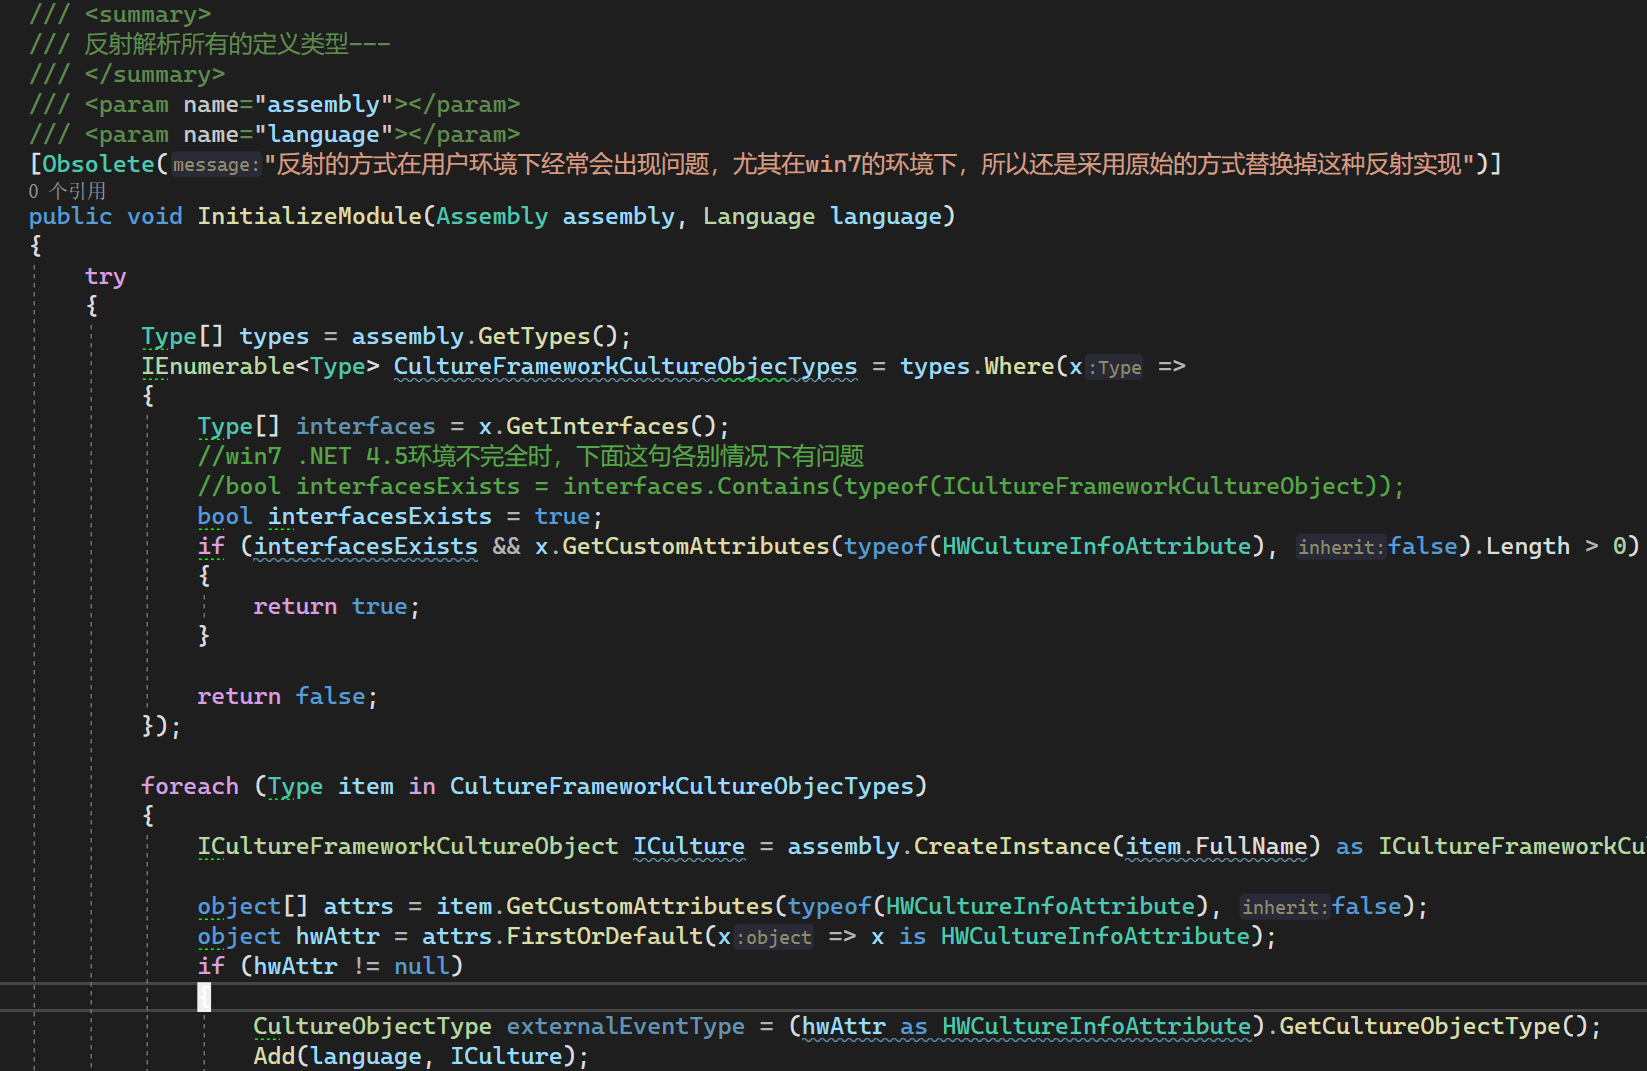 /// <summary>
/// 反射解析所有的定义类型---
/// </summary>
/// <param name="assembly"></param>
/// <param name="language"></param>
[Obsolete(message:"反射的方式在用户环境下经常会出现问题，尤其在win7的环境下，所以还是采用原始的方式替换掉这种反射实现")]
0 个引用
public void InitializeModule(Assembly assembly, Language language)
{
try
{
Type[] types = assembly.GetTypes();
IEnumerable<Type> CultureFrameworkCultureObjecTypes = types.Where(x:Type =>
{
Type[] interfaces = x.GetInterfaces();
//win7 .NET 4.5环境不完全时，下面这句各别情况下有问题
//bool interfacesExists = interfaces.Contains(typeof(ICultureFrameworkCultureObject));
bool interfacesExists = true;
if (interfacesExists && x.GetCustomAttributes(typeof(HWCultureInfoAttribute), inherit:false).Length > 0)
{
return true;
}
return false;
});
foreach (Type item in CultureFrameworkCultureObjecTypes)
{
ICultureFrameworkCultureObject ICulture = assembly.CreateInstance(item.FullName) as ICultureFrameworkCu
object[] attrs = item.GetCustomAttributes(typeof(HWCultureInfoAttribute), inherit:false);
object hwAttr = attrs.FirstOrDefault(x:object => x is HWCultureInfoAttribute);
if (hwAttr != null)
{
CultureObjectType externalEventType = (hwAttr as HWCultureInfoAttribute).GetCultureObjectType();
Add(language, ICulture);